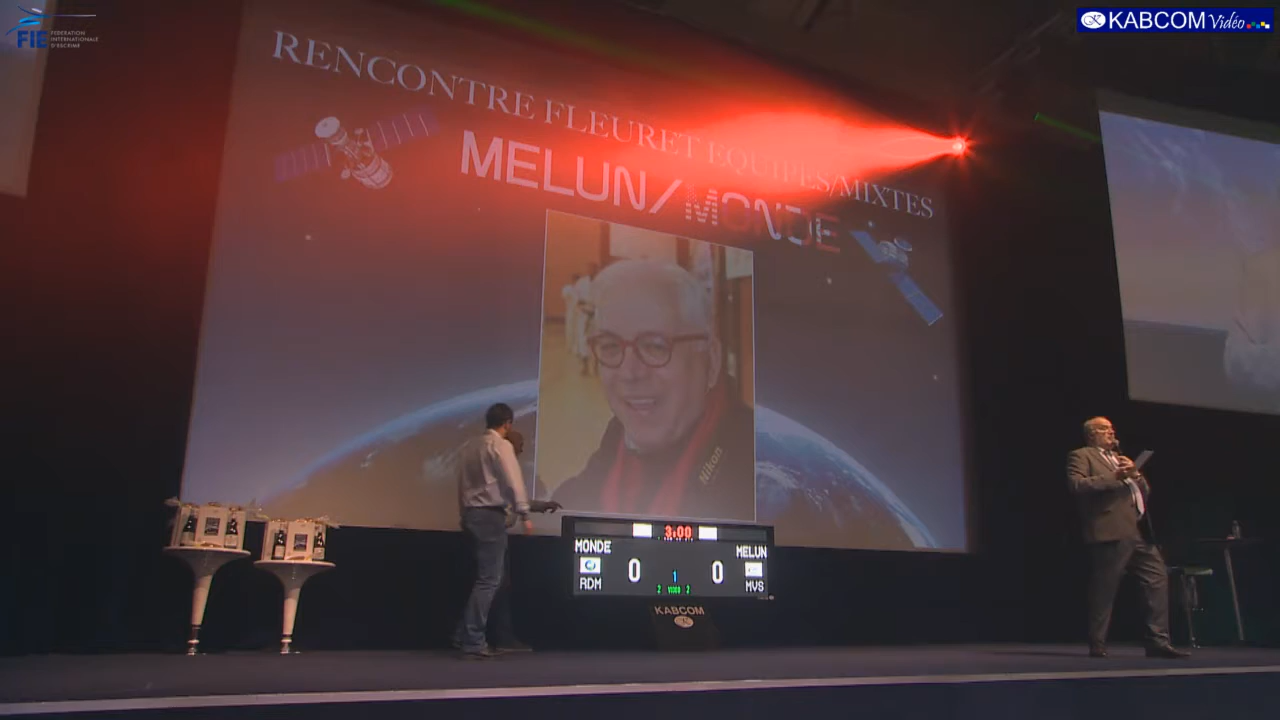 FIE
FEDERATION
INTERNATIONALE
D'ESCRIME
KABCOM Vidéo
RENCONTRE FLEURET EQUIPES/MIXTES
MELUN/MONDE
Nikon
3:00
MONDE
MELUN
0
0
1
RDM
MVS
2 VIDEO 2
KABCOM